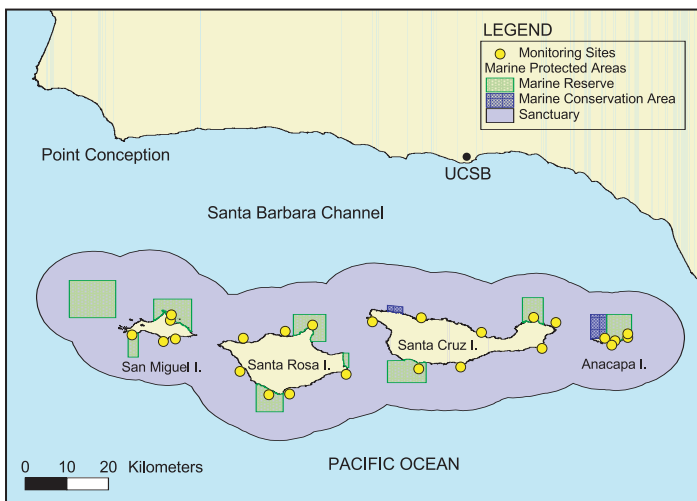 LEGEND
Monitoring Sites
Marine Protected Areas
Marine Reserve
Marine Conservation Area
Sanctuary
Point Conception
UCSB
Santa Barbara Channel
San Miguel I.
Santa Rosa I.
Santa Cruz I.
Anacapa I.
0 10 20 Kilometers
PACIFIC OCEAN